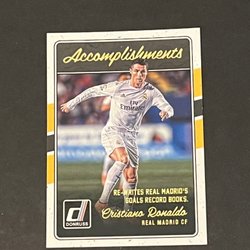 Accomplishments
RE-WRITES REAL MADRID'S
GOALS RECORD BOOKS.
Cristiano Ronaldo
REAL MADRID CF
DONRUSS